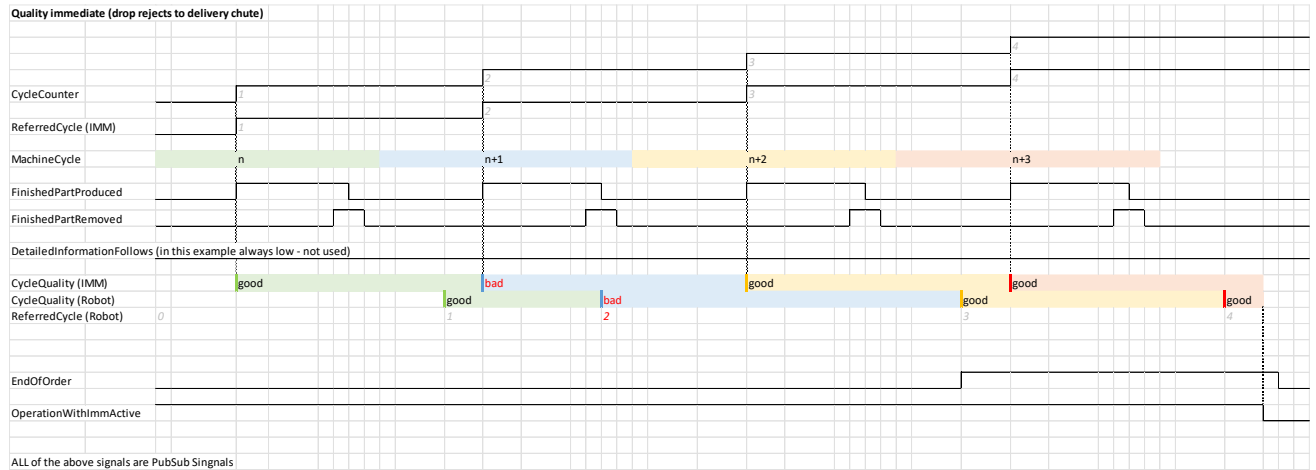 Quality immediate (drop rejects to delivery chute)
4
3
2 4
CycleCounter 1 3
2
ReferredCycle (IMM) 1
MachineCycle n n+1 n+2 n+3
FinishedPartProduced
FinishedPartRemoved
DetailedInformationFollows (in this example always low - not used)
CycleQuality (IMM) good bad good good
CycleQuality (Robot) good bad good good
ReferredCycle (Robot) 0 1 2 3 4
EndOfOrder
OperationWithImmActive
ALL of the above signals are PubSub Singnals